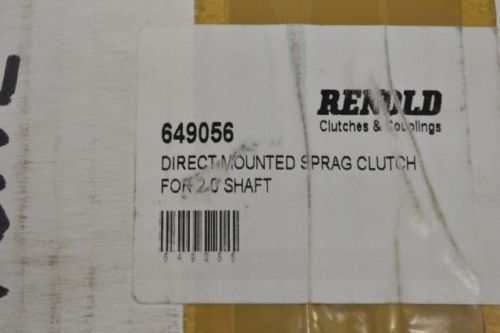 RENOLD
Clutches & Couplings
649056
DIRECT MOUNTED SPRAG CLUTCH
FOR 2.0" SHAFT
649056